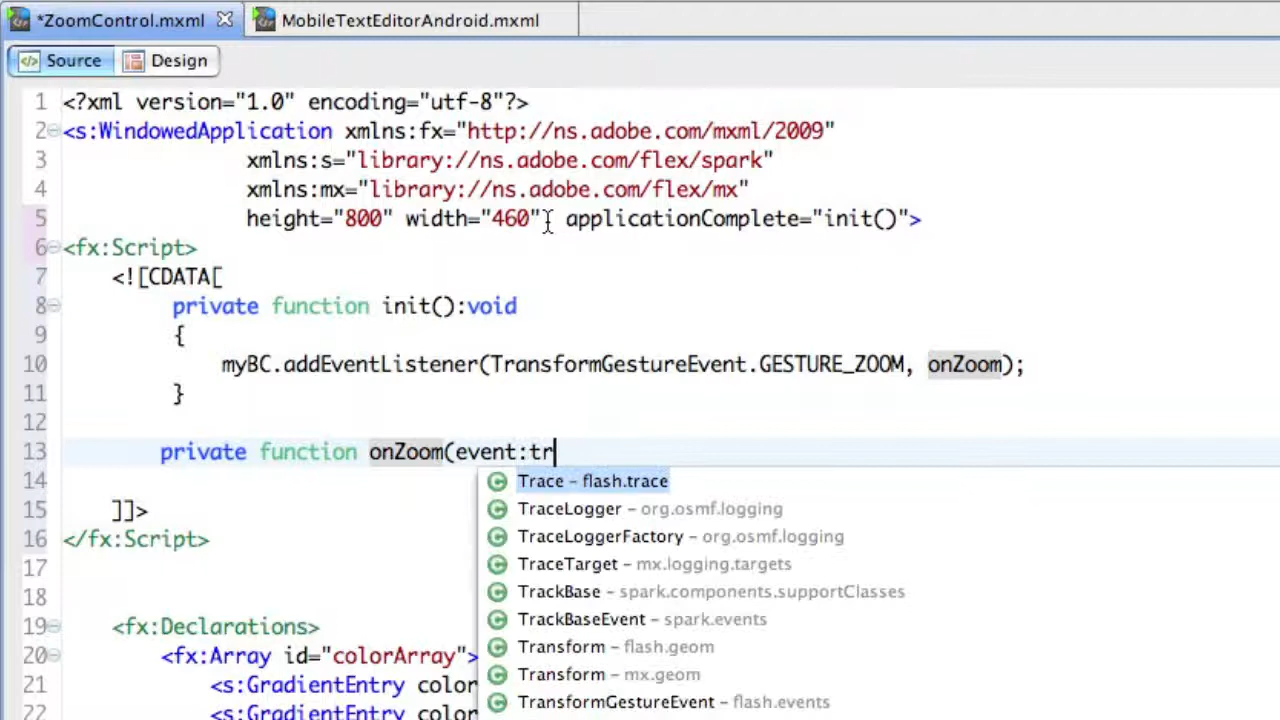 *ZoomControl.mxml MobileTextEditorAndroid.mxml
Source Design
1 <?xml version="1.0" encoding="utf-8"?>
2 <s:WindowedApplication xmlns:fx="http://ns.adobe.com/mxml/2009"
3 xmlns:s="library://ns.adobe.com/flex/spark"
4 xmlns:mx="library://ns.adobe.com/flex/mx"
5 height="800" width="460" applicationComplete="init()">
6 <fx:Script>
7 <![CDATA[
8 private function init():void
9 {
10 myBC.addEventListener(TransformGestureEvent.GESTURE_ZOOM, onZoom);
11 }
12
13 private function onZoom(event:tr
14 Trace – flash.trace
TraceLogger – org.osmf.logging
15 ]]>
TraceLoggerFactory – org.osmf.logging
16 </fx:Script>
17 TraceTarget – mx.logging.targets
18 TrackBase – spark.components.supportClasses
19 <fx:Declarations> TrackBaseEvent – spark.events
20 <fx:Array id="colorArray"> Transform – flash.geom
21 <s:GradientEntry color Transform – mx.geom
22 <s:GradientEntry color TransformGestureEvent – flash.events